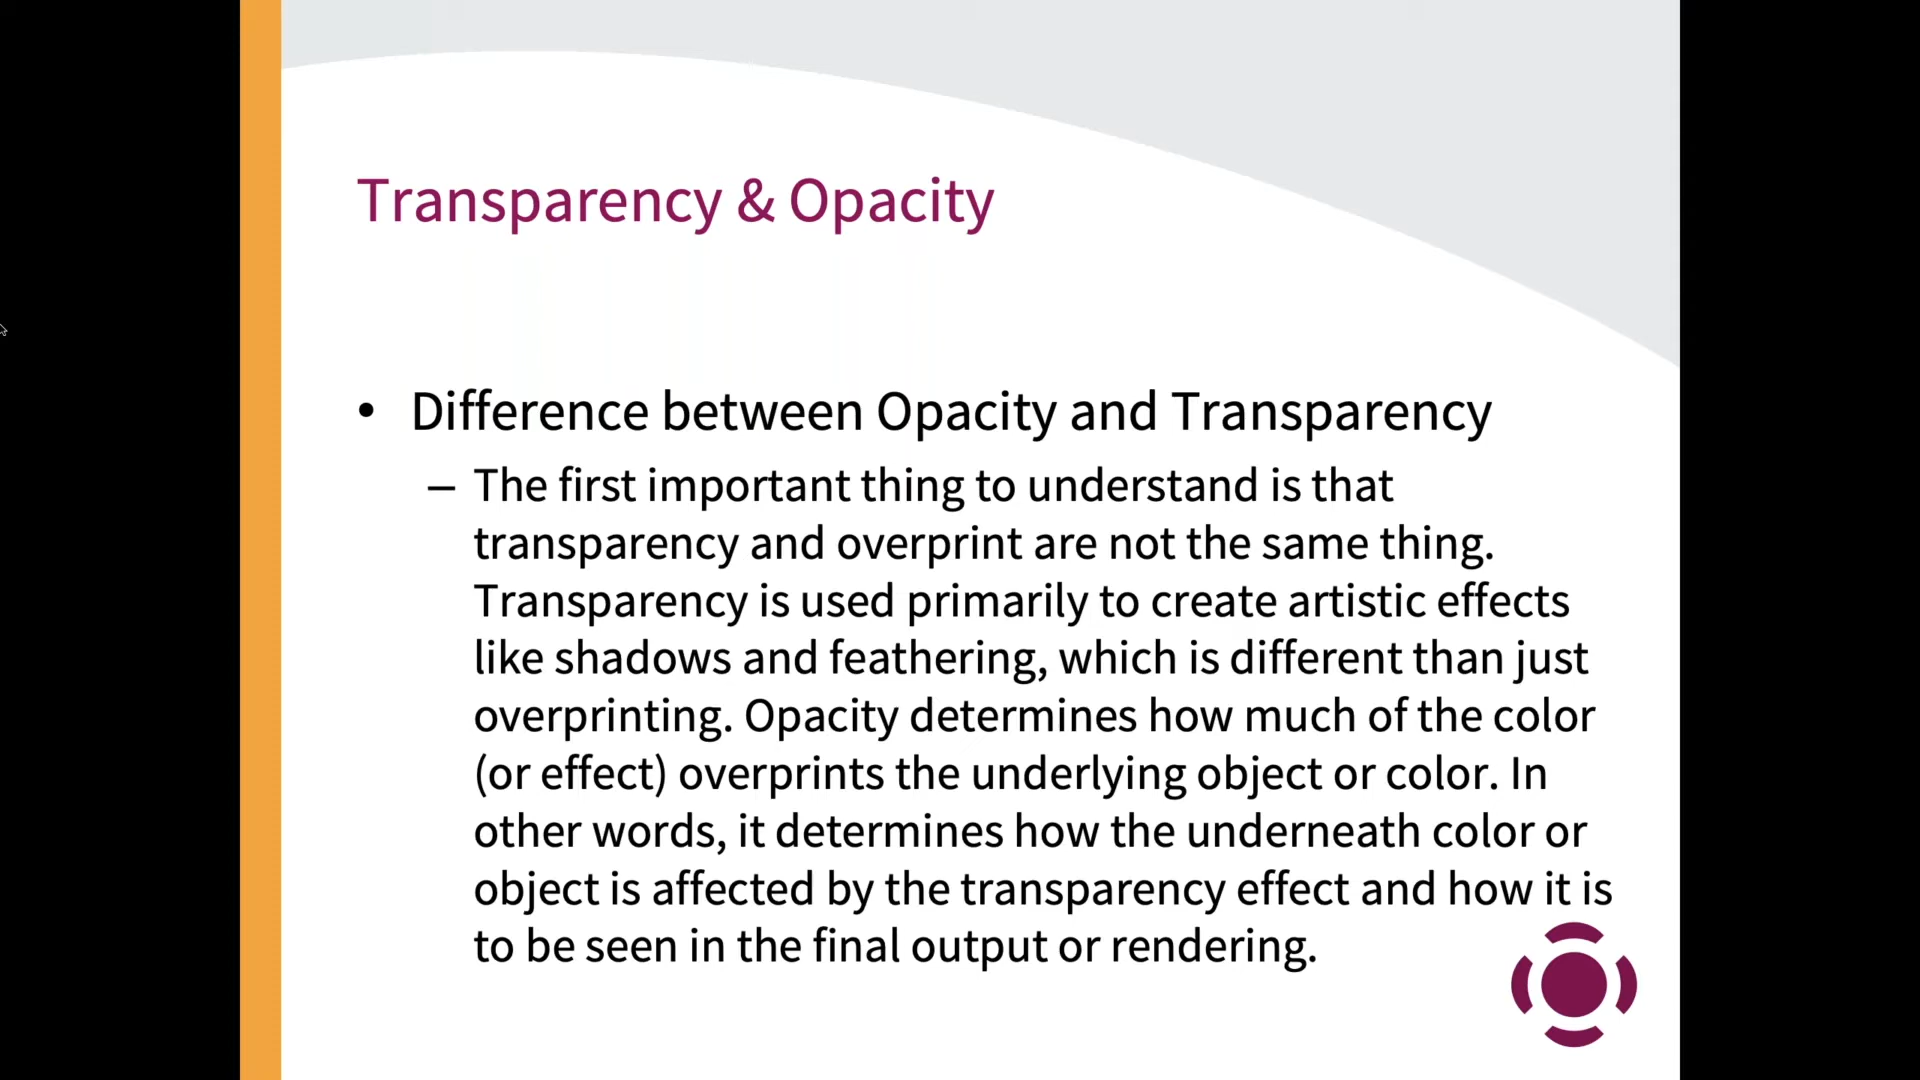 Transparency & Opacity
• Difference between Opacity and Transparency
– The first important thing to understand is that
transparency and overprint are not the same thing.
Transparency is used primarily to create artistic effects
like shadows and feathering, which is different than just
overprinting. Opacity determines how much of the color
(or effect) overprints the underlying object or color. In
other words, it determines how the underneath color or
object is affected by the transparency effect and how it is
to be seen in the final output or rendering.